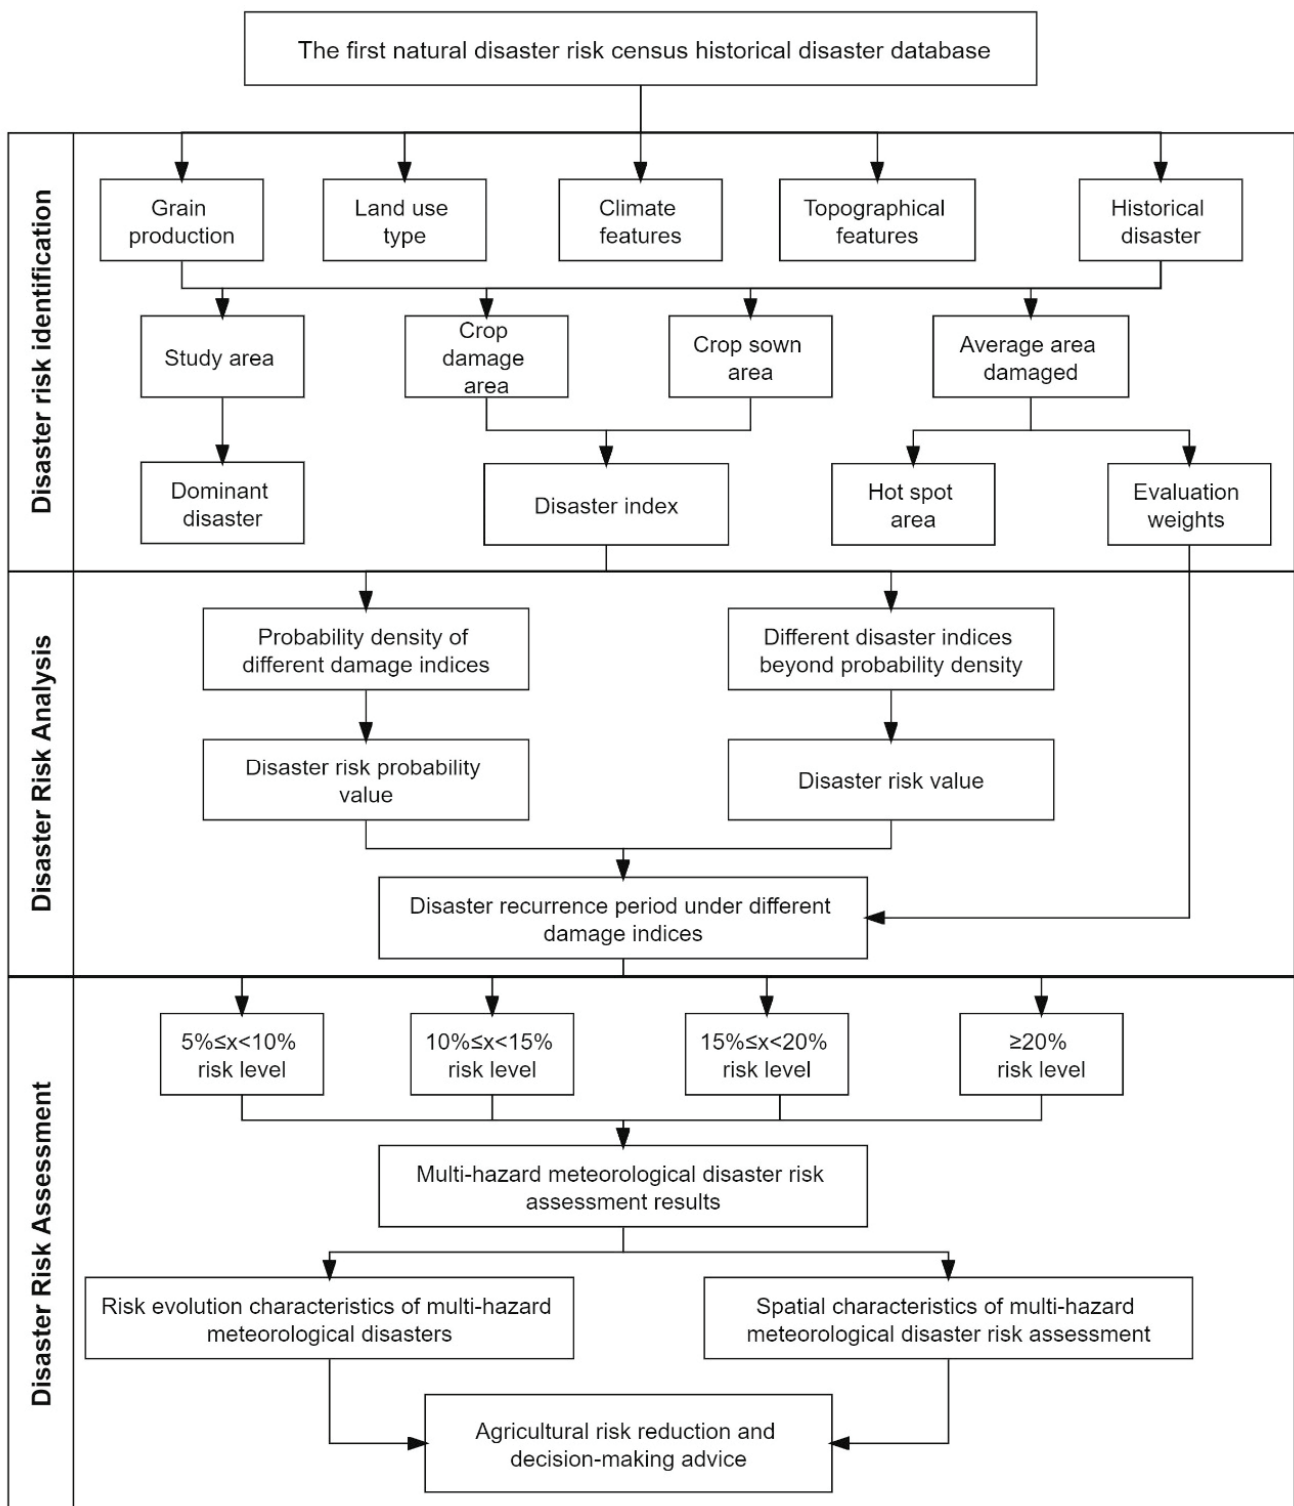 The first natural disaster risk census historical disaster database
Disaster risk identification
Grain
production
Land use
type
Climate
features
Topographical
features
Historical
disaster
Study area
Crop
damage
area
Crop sown
area
Average area
damaged
Dominant
disaster
Disaster index
Hot spot
area
Evaluation
weights
Disaster Risk Analysis
Probability density of
different damage indices
Different disaster indices
beyond probability density
Disaster risk probability
value
Disaster risk value
Disaster recurrence period under different
damage indices
Disaster Risk Assessment
5%≤x<10%
risk level
10%≤x<15%
risk level
15%≤x<20%
risk level
≥20%
risk level
Multi-hazard meteorological disaster risk
assessment results
Risk evolution characteristics of multi-hazard
meteorological disasters
Spatial characteristics of multi-hazard
meteorological disaster risk assessment
Agricultural risk reduction and
decision-making advice